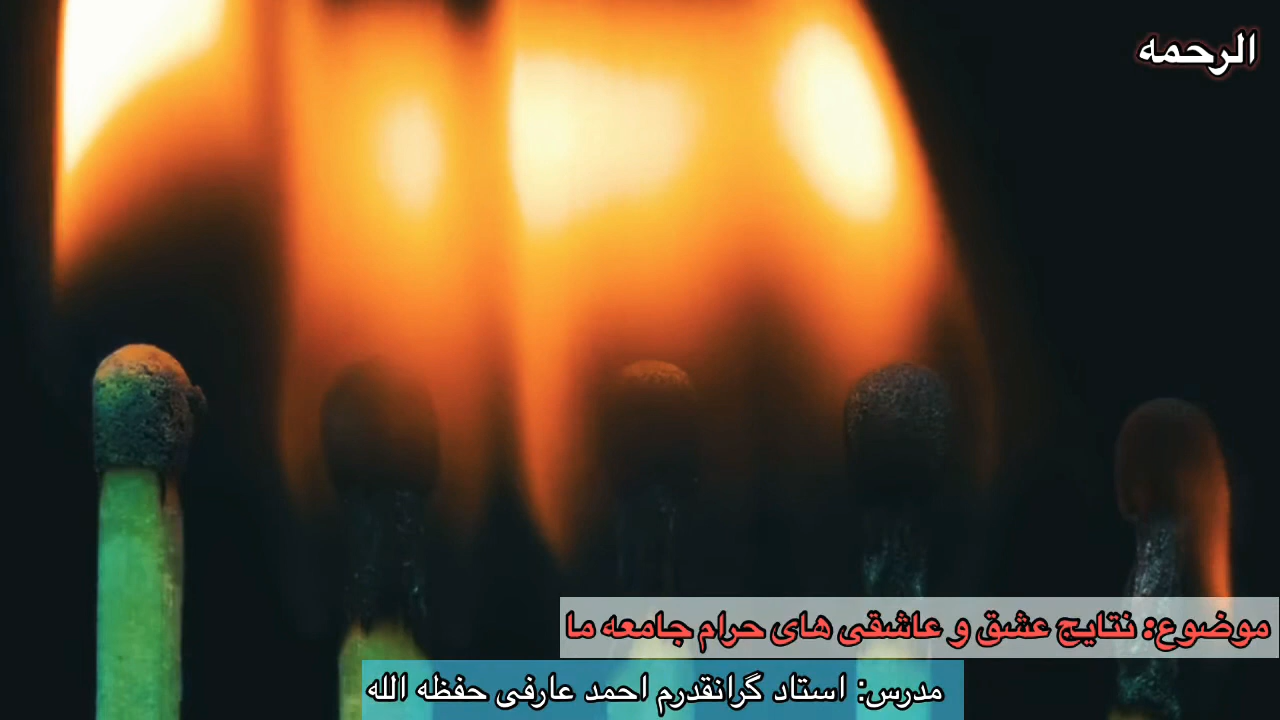 الرحمه
موضوع: نتایج عشق و عاشقی های حرام جامعه ما
مدرس: استاد گرانقدرم احمد عارفی حفظه الله